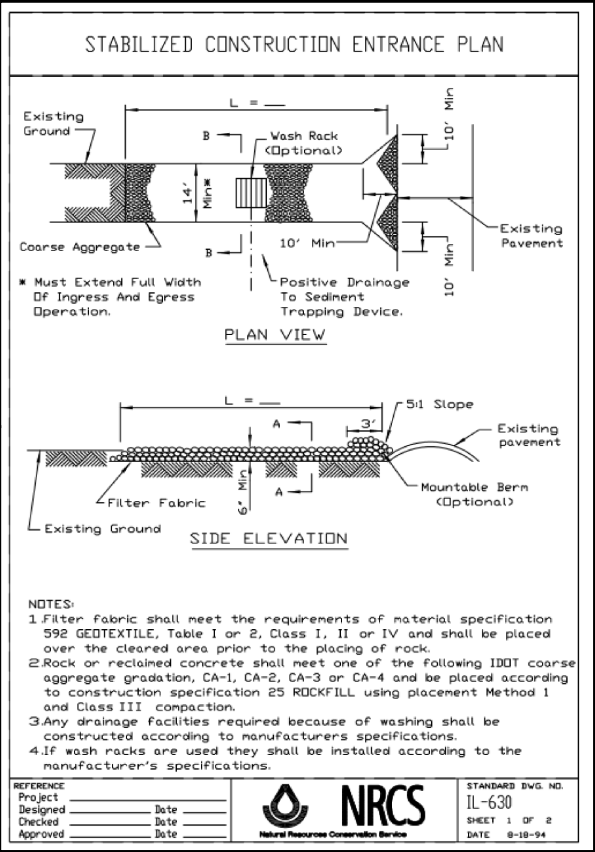 STABILIZED CONSTRUCTION ENTRANCE PLAN
L = ___
Existing
Ground
B
Wash Rack
(Optional)
10' Min
14'
Min*
Coarse Aggregate
B
10' Min
10' Min
Existing
Pavement
* Must Extend Full Width
Of Ingress And Egress
Operation.
Positive Drainage
To Sediment
Trapping Device.
PLAN VIEW
L = ___
A
3'
5:1 Slope
Existing
pavement
6" Min
A
Mountable Berm
(Optional)
Filter Fabric
Existing Ground
SIDE ELEVATION
NOTES:
1.Filter fabric shall meet the requirements of material specification
592 GEOTEXTILE, Table I or 2, Class I, II or IV and shall be placed
over the cleared area prior to the placing of rock.
2.Rock or reclaimed concrete shall meet one of the following IDOT coarse
aggregate gradation, CA-1, CA-2, CA-3 or CA-4 and be placed according
to construction specification 25 ROCKFILL using placement Method 1
and Class III compaction.
3.Any drainage facilities required because of washing shall be
constructed according to manufacturers specifications.
4.If wash racks are used they shall be installed according to the
manufacturer's specifications.
REFERENCE
Project
Designed Date
Checked Date
Approved Date
NRCS
Natural Resources Conservation Service
STANDARD DWG. NO.
IL-630
SHEET 1 OF 2
DATE 8-18-94